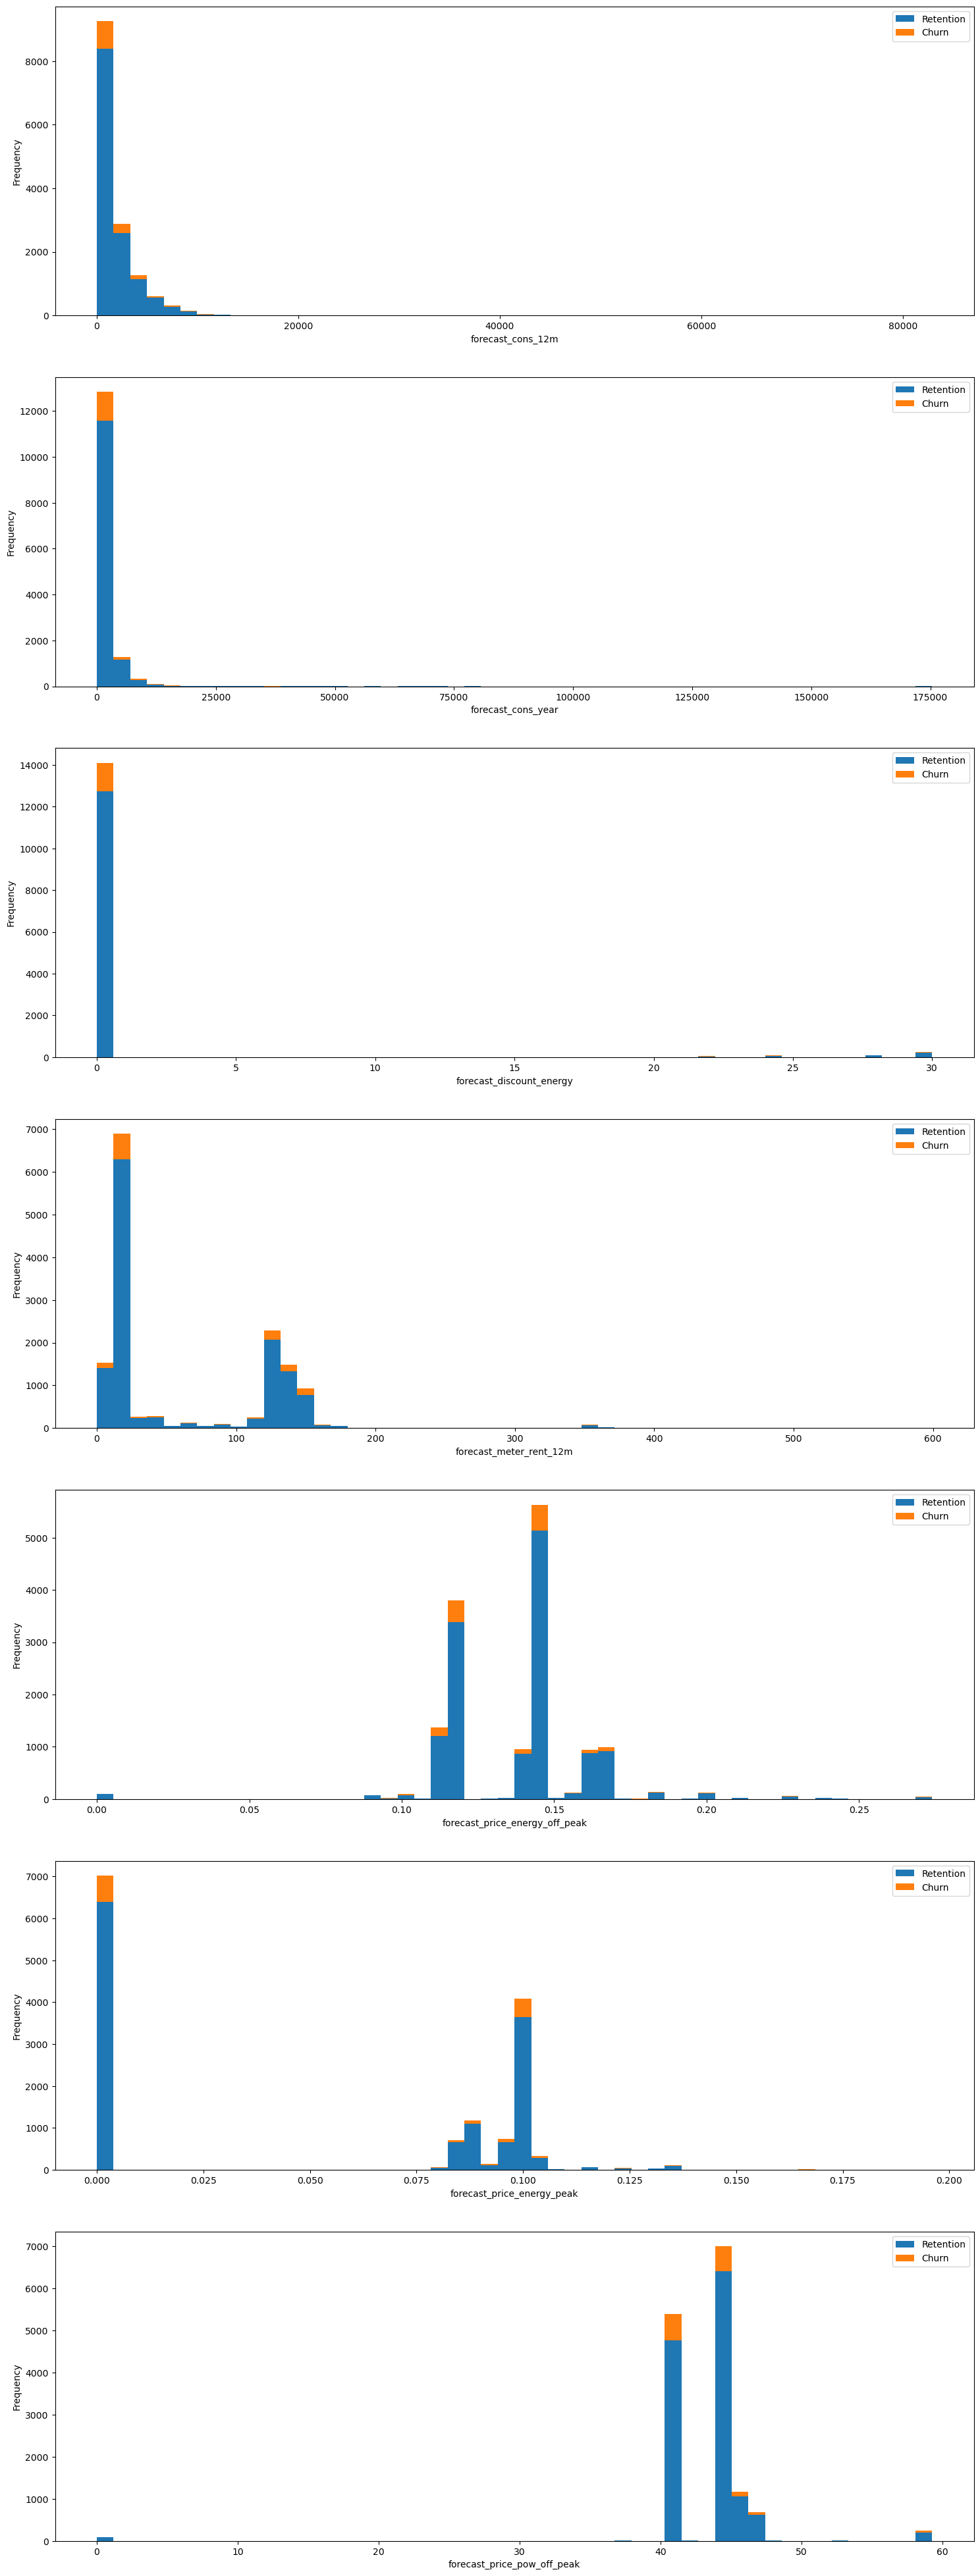 Retention
Churn
8000
6000
4000
2000
0
Frequency
0 20000 40000 60000 80000
forecast_cons_12m
Retention
Churn
12000
10000
8000
6000
4000
2000
0
Frequency
0 25000 50000 75000 100000 125000 150000 175000
forecast_cons_year
Retention
Churn
14000
12000
10000
8000
6000
4000
2000
0
Frequency
0 5 10 15 20 25 30
forecast_discount_energy
Retention
Churn
7000
6000
5000
4000
3000
2000
1000
0
Frequency
0 100 200 300 400 500 600
forecast_meter_rent_12m
Retention
Churn
5000
4000
3000
2000
1000
0
Frequency
0.00 0.05 0.10 0.15 0.20 0.25
forecast_price_energy_off_peak
Retention
Churn
7000
6000
5000
4000
3000
2000
1000
0
Frequency
0.000 0.025 0.050 0.075 0.100 0.125 0.150 0.175 0.200
forecast_price_energy_peak
Retention
Churn
7000
6000
5000
4000
3000
2000
1000
0
Frequency
0 10 20 30 40 50 60
forecast_price_pow_off_peak